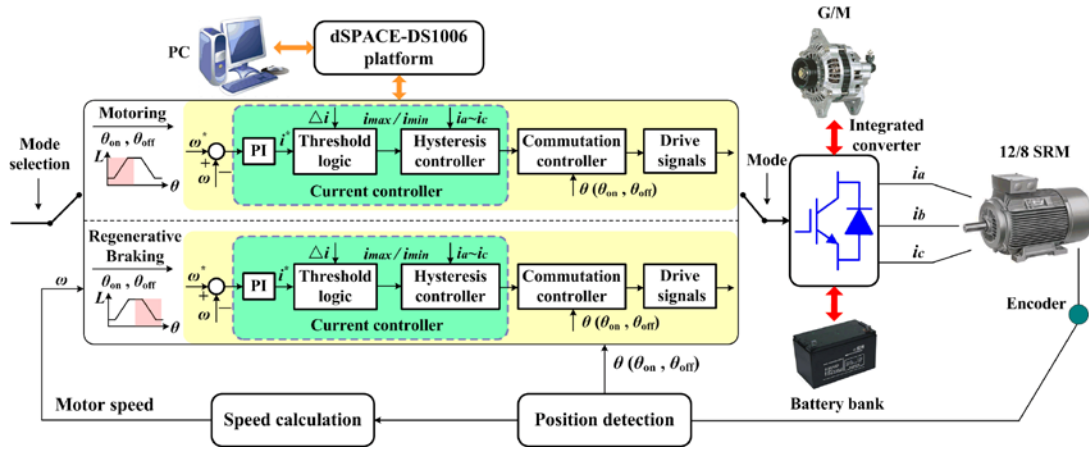 PC
dSPACE-DS1006
platform
G/M
Integrated
converter
12/8 SRM
Mode
selection
Motoring
θon , θoff
L
θ
ω*
+
ω
−
PI
i*
△i
Threshold
logic
imax / imin
ia~ic
Hysteresis
controller
Current controller
Commutation
controller
θ (θon , θoff)
Drive
signals
Mode
ia
ib
ic
Regenerative
Braking
θon , θoff
L
θ
ω
ω*
+
ω
−
PI
i*
△i
Threshold
logic
imax / imin
ia~ic
Hysteresis
controller
Current controller
Commutation
controller
θ (θon , θoff)
Drive
signals
Encoder
θ (θon , θoff)
Battery bank
Motor speed
Speed calculation
Position detection